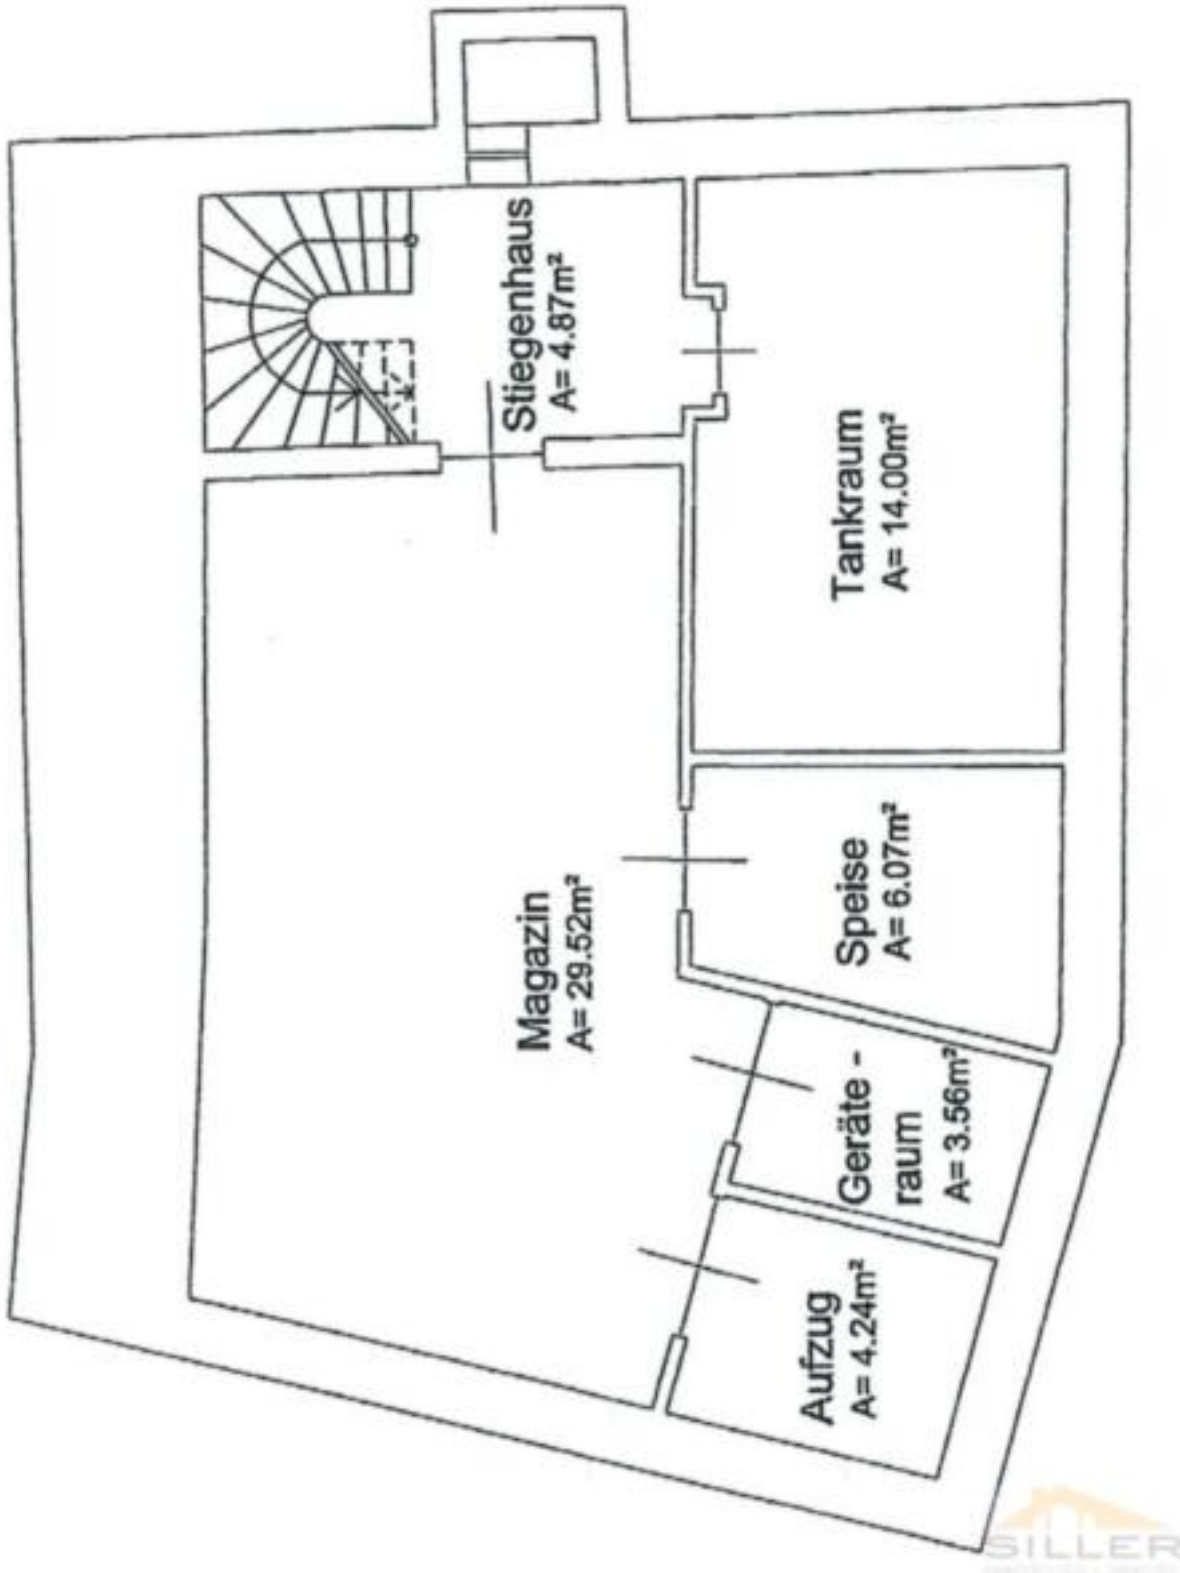 Stiegenhaus
A= 4.87m²
Tankraum
A= 14.00m²
Magazin
A= 29.52m²
Speise
A= 6.07m²
Geräte -
raum
A= 3.56m²
Aufzug
A= 4.24m²
SILLER